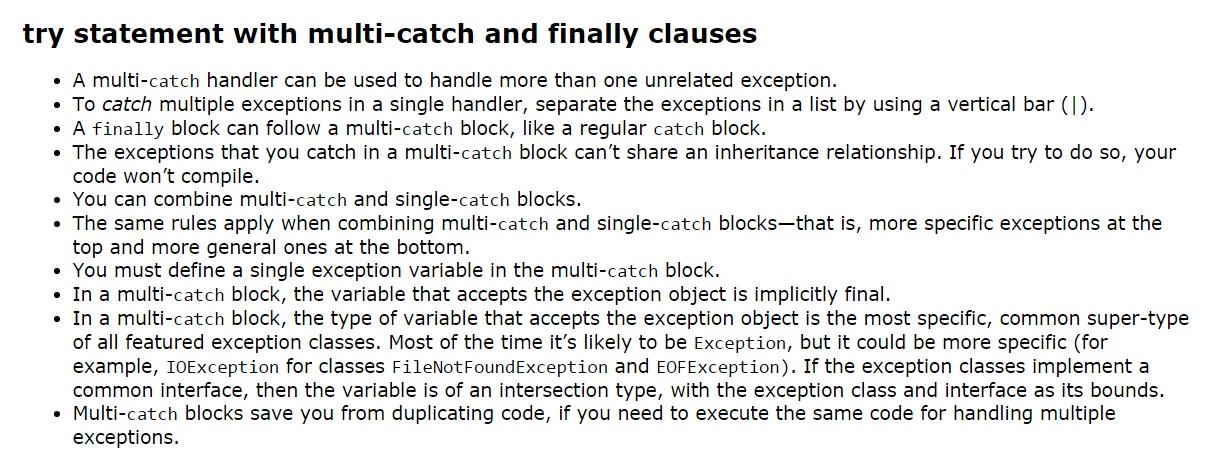 try statement with multi-catch and finally clauses
• A multi-catch handler can be used to handle more than one unrelated exception.
• To catch multiple exceptions in a single handler, separate the exceptions in a list by using a vertical bar (|).
• A finally block can follow a multi-catch block, like a regular catch block.
• The exceptions that you catch in a multi-catch block can’t share an inheritance relationship. If you try to do so, your
code won’t compile.
• You can combine multi-catch and single-catch blocks.
• The same rules apply when combining multi-catch and single-catch blocks—that is, more specific exceptions at the
top and more general ones at the bottom.
• You must define a single exception variable in the multi-catch block.
• In a multi-catch block, the variable that accepts the exception object is implicitly final.
• In a multi-catch block, the type of variable that accepts the exception object is the most specific, common super-type
of all featured exception classes. Most of the time it’s likely to be Exception, but it could be more specific (for
example, IOException for classes FileNotFoundException and EOFException). If the exception classes implement a
common interface, then the variable is of an intersection type, with the exception class and interface as its bounds.
• Multi-catch blocks save you from duplicating code, if you need to execute the same code for handling multiple
exceptions.